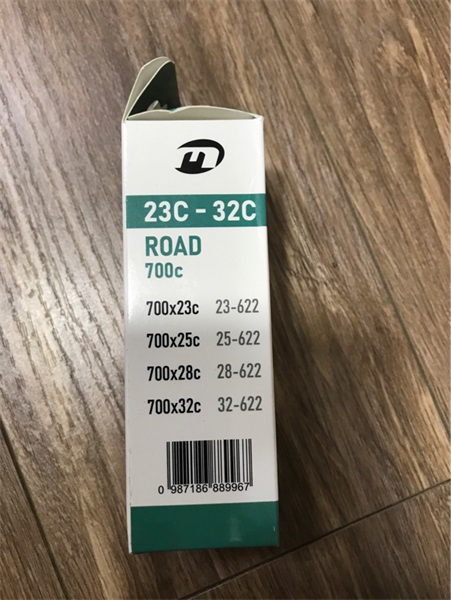 23C - 32C
ROAD
700c
700x23c 23-622
700x25c 25-622
700x28c 28-622
700x32c 32-622
0 987186 889967